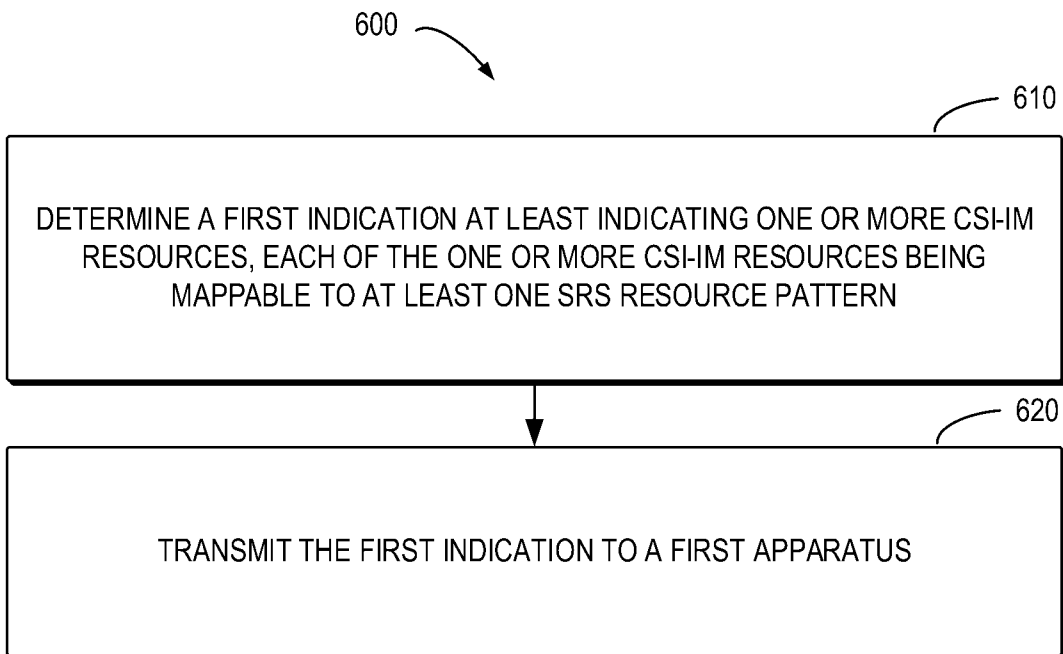 600
610
DETERMINE A FIRST INDICATION AT LEAST INDICATING ONE OR MORE CSI-IM
RESOURCES, EACH OF THE ONE OR MORE CSI-IM RESOURCES BEING
MAPPABLE TO AT LEAST ONE SRS RESOURCE PATTERN
620
TRANSMIT THE FIRST INDICATION TO A FIRST APPARATUS